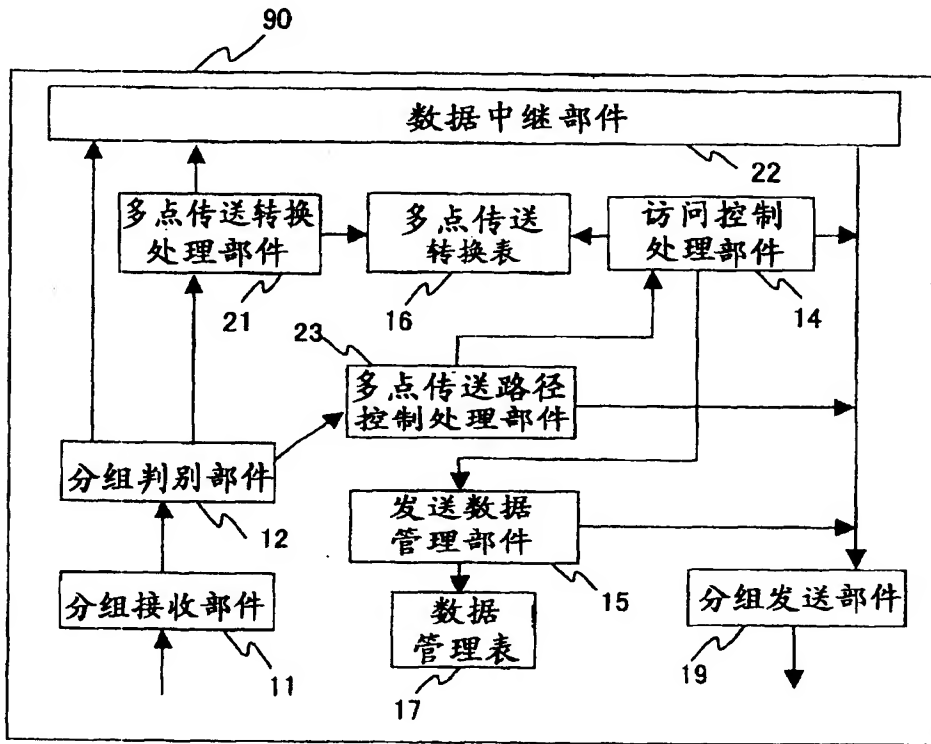 90
数据中继部件
22
多点传送转换
处理部件
21
多点传送
转换表
16
访问控制
处理部件
14
23
多点传送路径
控制处理部件
分组判别部件
12
发送数据
管理部件
15
分组接收部件
11
数据
管理表
17
分组发送部件
19